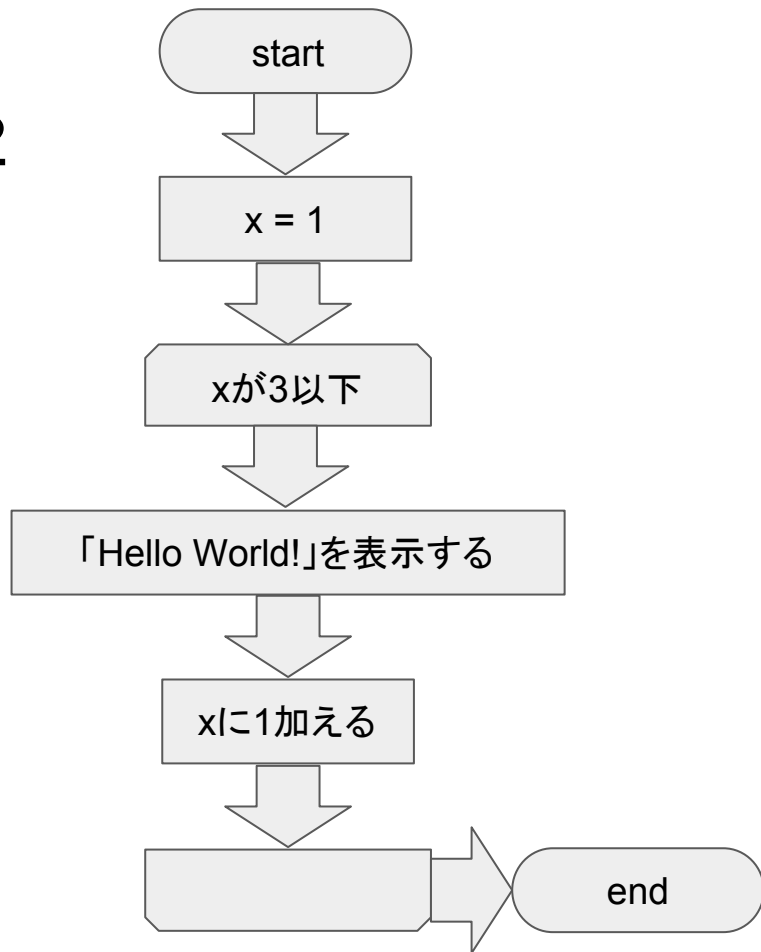 start
x = 1
xが3以下
「Hello World!」を表示する
xに1加える
end